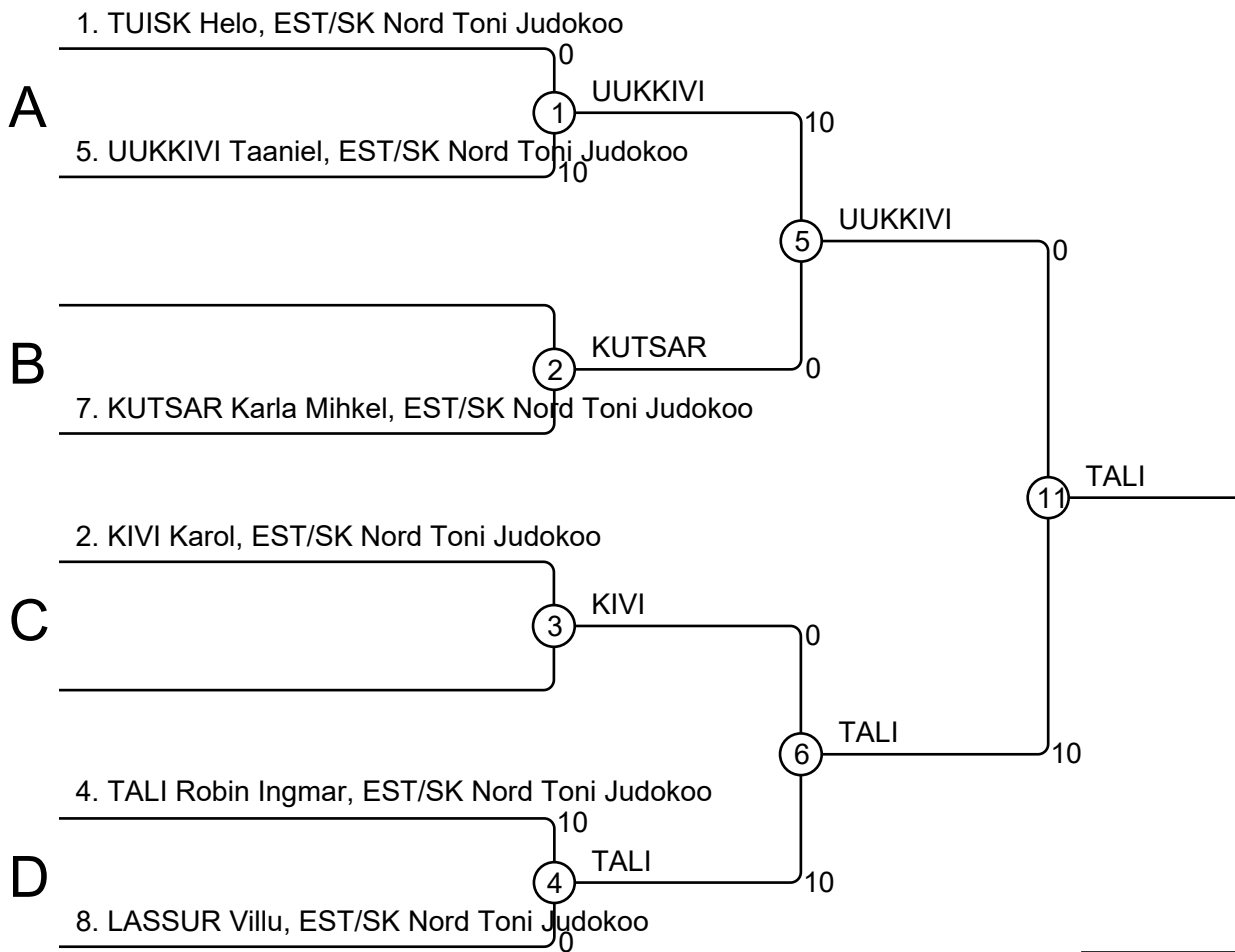 1. TUISK Helo, EST/SK Nord Toni Judokoo
0
A
1
UUKKIVI
10
5. UUKKIVI Taaniel, EST/SK Nord Toni Judokoo
10
5
UUKKIVI
0
B
2
KUTSAR
0
7. KUTSAR Karla Mihkel, EST/SK Nord Toni Judokoo
11
TALI
2. KIVI Karol, EST/SK Nord Toni Judokoo
C
3
KIVI
0
6
TALI
10
4. TALI Robin Ingmar, EST/SK Nord Toni Judokoo
10
D
4
TALI
10
8. LASSUR Villu, EST/SK Nord Toni Judokoo
0